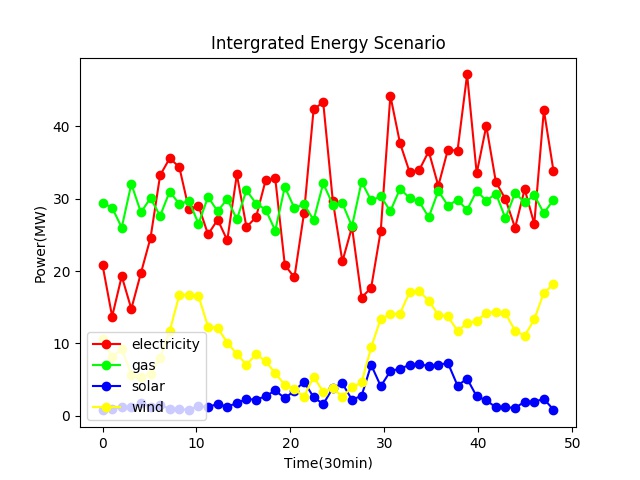 Intergrated Energy Scenario
Power(MW)
40
30
20
10
0
electricity
gas
solar
wind
0 10 20 30 40 50
Time(30min)